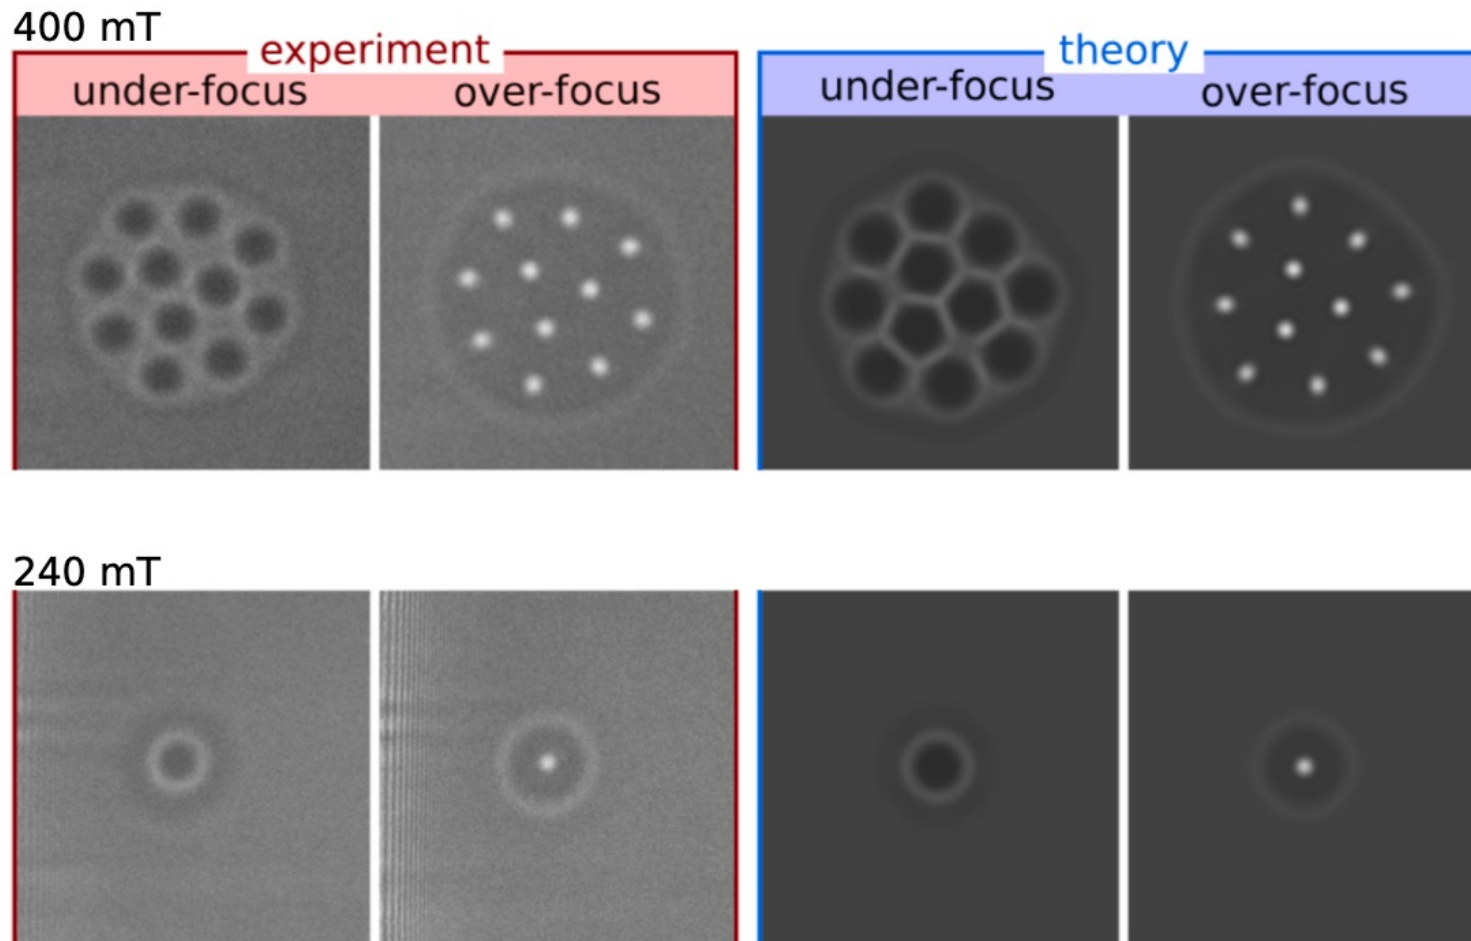 400 mT
experiment
theory
under-focus
over-focus
under-focus
over-focus
240 mT